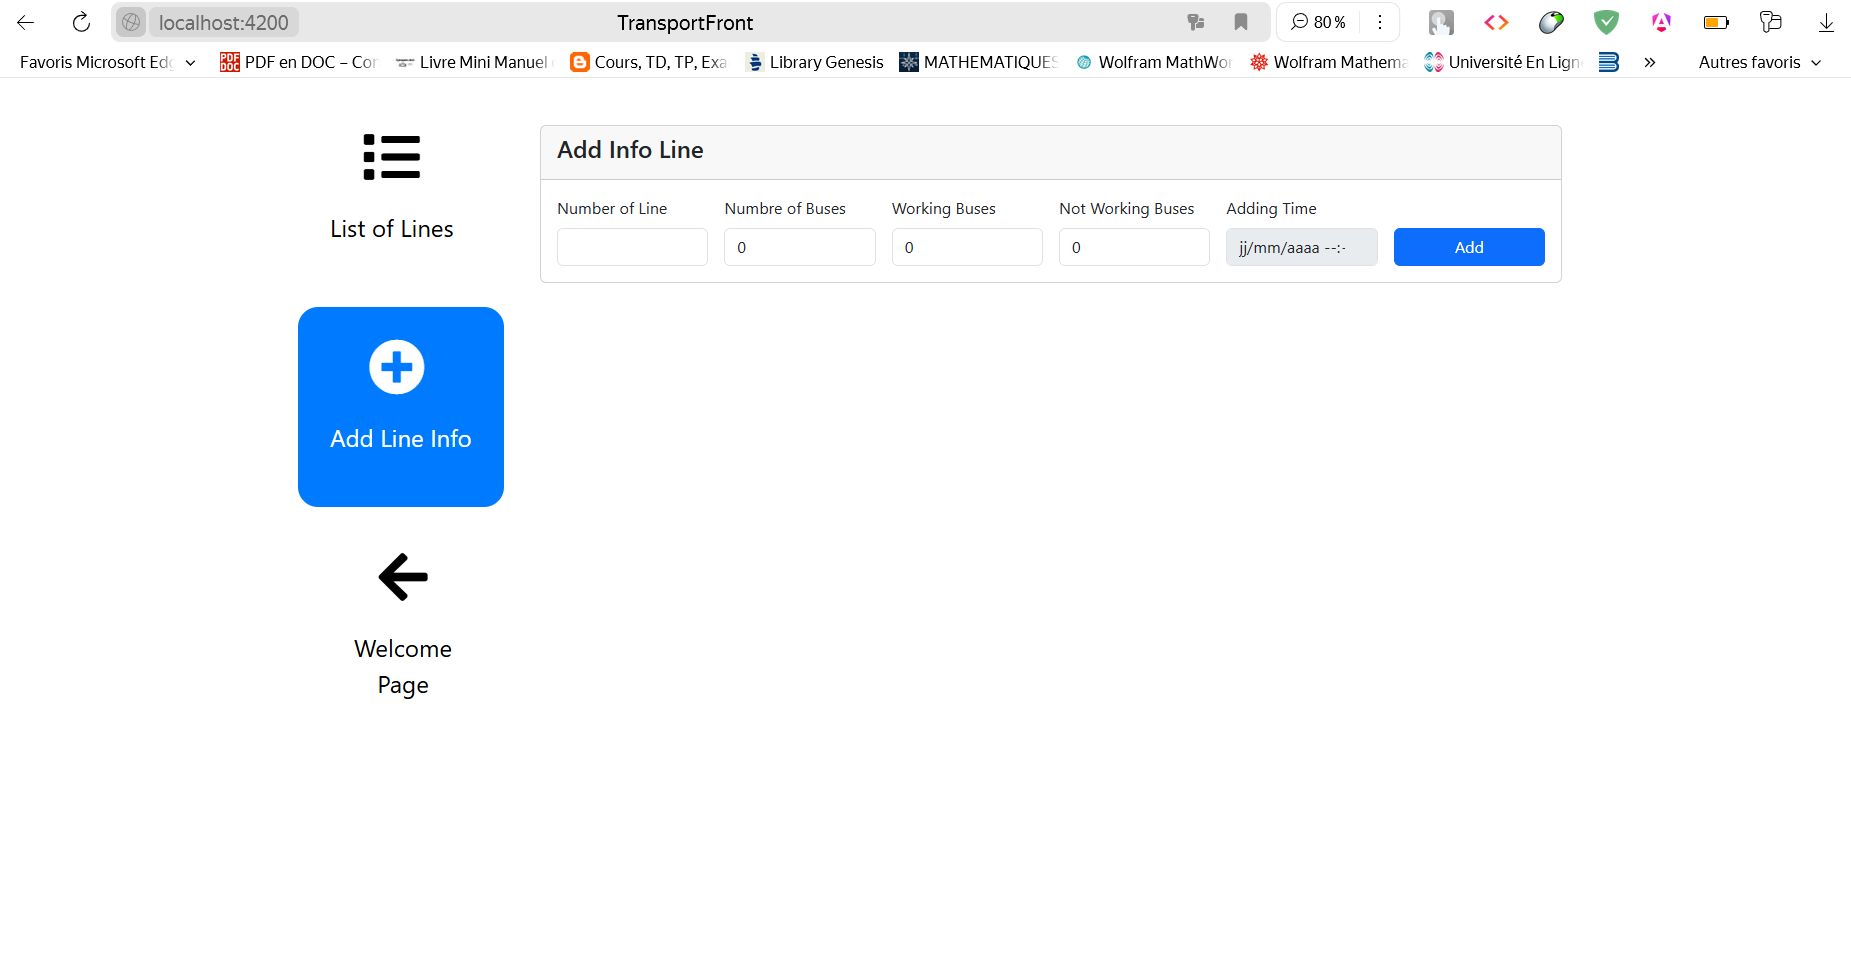 localhost:4200
TransportFront
80 %
Favoris Microsoft Edg
PDF en DOC – Con
Livre Mini Manuel
Cours, TD, TP, Exa
Library Genesis
MATHEMATIQUES
Wolfram MathWor
Wolfram Mathema
Université En Lign
Autres favoris
List of Lines
Add Line Info
Welcome
Page
Add Info Line
Number of Line
Numbre of Buses
Working Buses
Not Working Buses
Adding Time
0
0
0
jj/mm/aaaa --:-
Add